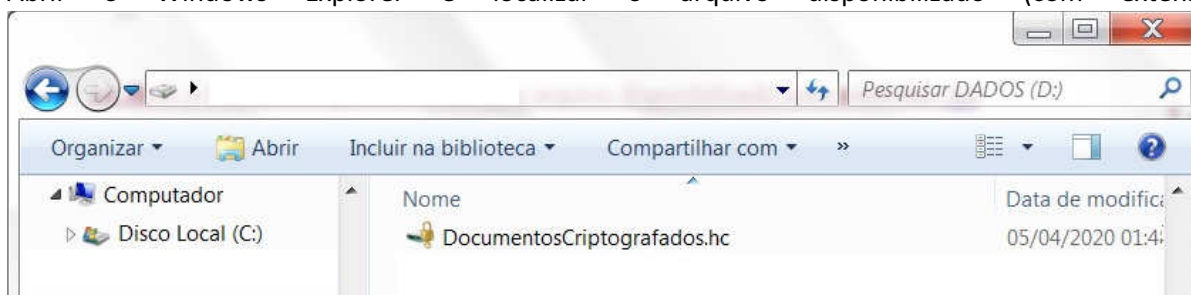 Abrir o Windows Explorer e localizar o arquivo disponibilizado (com
Pesquisar DADOS (D:)
Organizar Abrir Incluir na biblioteca Compartilhar com »
Computador
Disco Local (C:)
Nome Data de modifica
DocumentosCriptografados.hc 05/04/2020 01:4